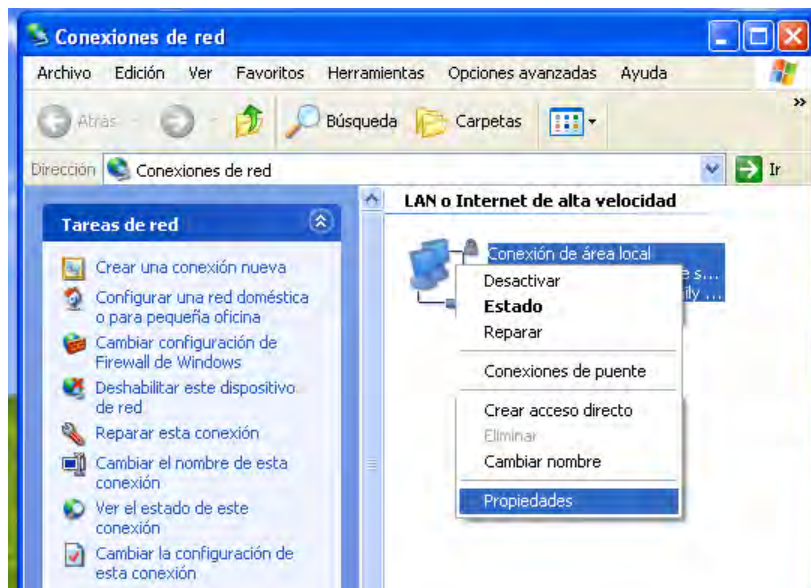 Conexiones de red
Archivo Edición Ver Favoritos Herramientas Opciones avanzadas Ayuda
Atrás Búsqueda Carpetas »
Dirección Conexiones de red Ir
Tareas de red
Crear una conexión nueva
Configurar una red doméstica
o para pequeña oficina
Cambiar configuración de
Firewall de Windows
Deshabilitar este dispositivo
de red
Reparar esta conexión
Cambiar el nombre de esta
conexión
Ver el estado de este
conexión
Cambiar la configuración de
esta conexión
LAN o Internet de alta velocidad
Conexión de área local
Desactivar
Estado
Reparar
Conexiones de puente
Crear acceso directo
Eliminar
Cambiar nombre
Propiedades